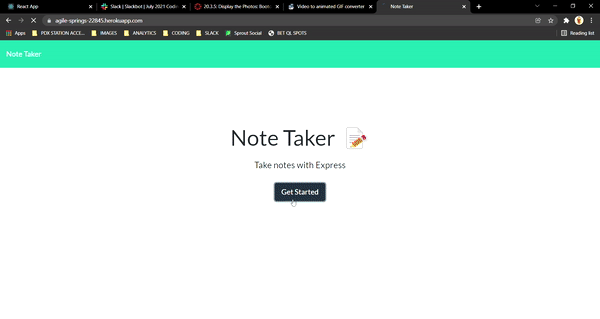 React App
Slack | Slackbot | July 2021 Codin
20.3.5: Display the Photos: Boot
Video to animated GIF converter
Note Taker
agile-springs-22845.herokuapp.com
Apps
PDX STATION ACCE...
IMAGES
ANALYTICS
CODING
SLACK
Sprout Social
BET QL SPOTS
Reading list
Note Taker
Note Taker
Take notes with Express
Get Started